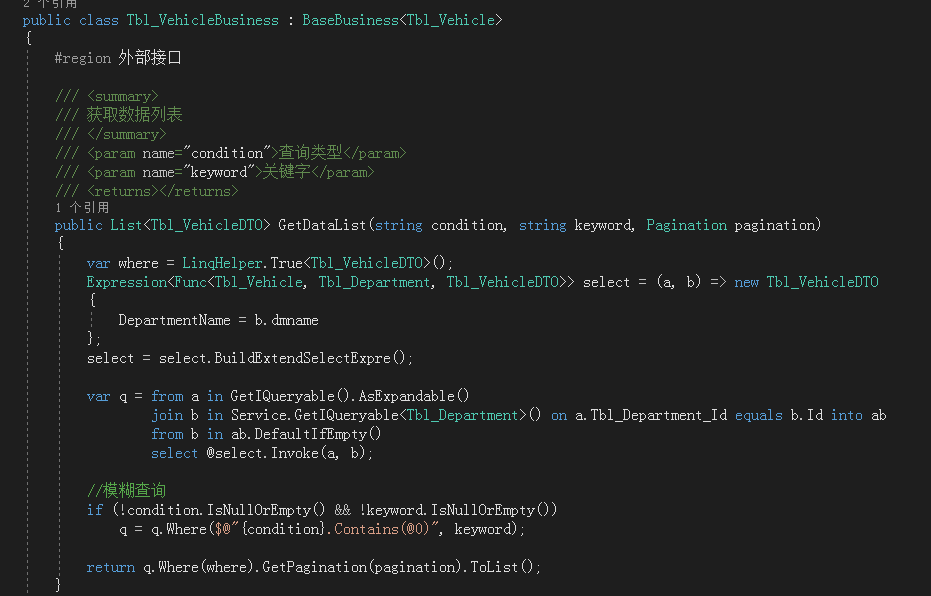 2 个引用
public class Tbl_VehicleBusiness : BaseBusiness<Tbl_Vehicle>
{
#region 外部接口
/// <summary>
/// 获取数据列表
/// </summary>
/// <param name="condition">查询类型</param>
/// <param name="keyword">关键字</param>
/// <returns></returns>
1 个引用
public List<Tbl_VehicleDTO> GetDataList(string condition, string keyword, Pagination pagination)
{
var where = LinqHelper.True<Tbl_VehicleDTO>();
Expression<Func<Tbl_Vehicle, Tbl_Department, Tbl_VehicleDTO>> select = (a, b) => new Tbl_VehicleDTO
{
DepartmentName = b.dmname
};
select = select.BuildExtendSelectExpre();
var q = from a in GetIQueryable().AsExpandable()
join b in Service.GetIQueryable<Tbl_Department>() on a.Tbl_Department_Id equals b.Id into ab
from b in ab.DefaultIfEmpty()
select @select.Invoke(a, b);
//模糊查询
if (!condition.IsNullOrEmpty() && !keyword.IsNullOrEmpty())
q = q.Where($@"{condition}.Contains(@0)", keyword);
return q.Where(where).GetPagination(pagination).ToList();
}